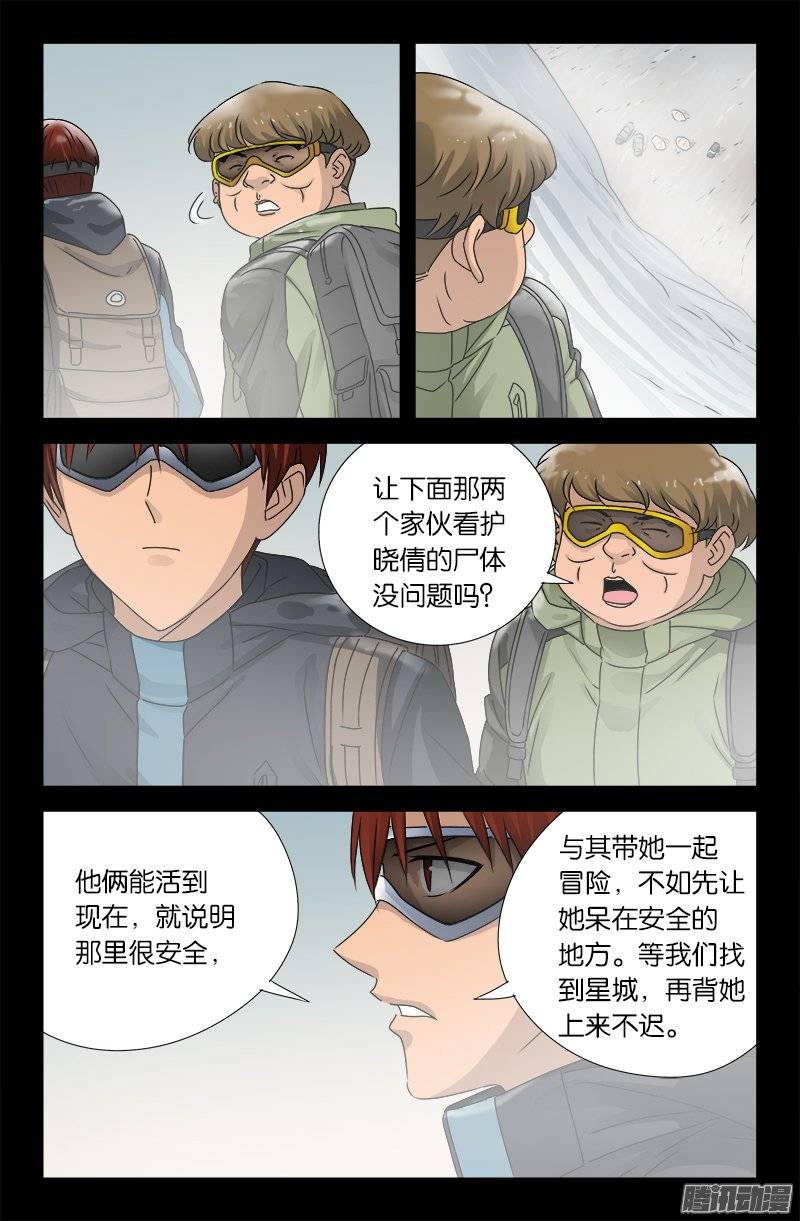 让下面那两
个家伙看护
晓倩的尸体
没问题吗？
他俩能活到
现在，就说明
那里很安全，
与其带她一起
冒险，不如先让
她呆在安全的
地方。等我们找
到星城，再背她
上来不迟。
腾讯动漫